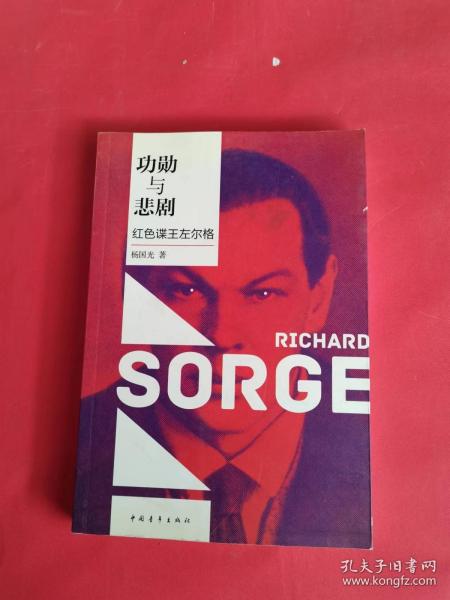 功勋
与
悲剧
红色谍王左尔格
杨国光 著
RICHARD
SORGE
中国青年出版社
孔夫子旧书网
www.kongfz.com